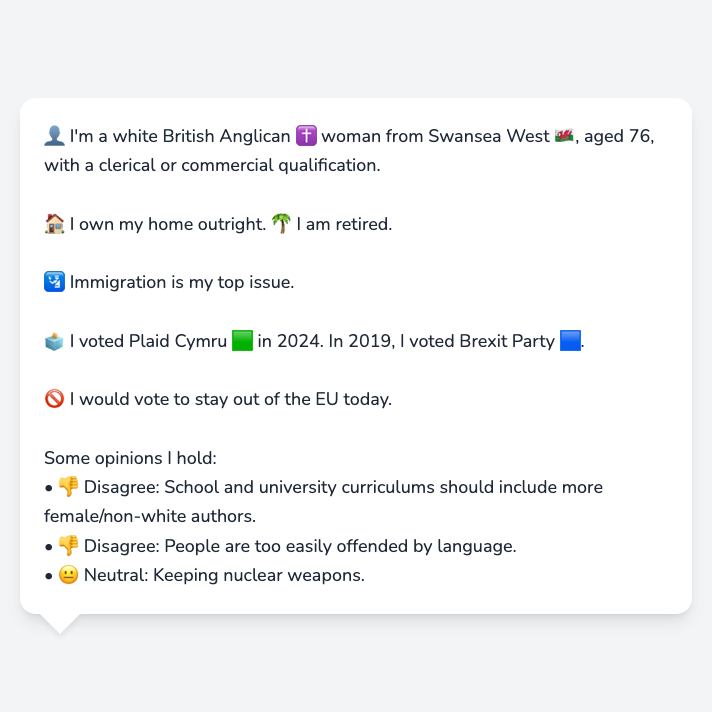 👤 I'm a white British Anglican ✝️ woman from Swansea West 🏴󠁧󠁢󠁷󠁬󠁳󠁿, aged 76,
with a clerical or commercial qualification.
🏠 I own my home outright. 🌴 I am retired.
🛂 Immigration is my top issue.
🗳️ I voted Plaid Cymru 🟩 in 2024. In 2019, I voted Brexit Party 🟦.
🚫 I would vote to stay out of the EU today.
Some opinions I hold:
• 👎 Disagree: School and university curriculums should include more
female/non-white authors.
• 👎 Disagree: People are too easily offended by language.
• 😐 Neutral: Keeping nuclear weapons.